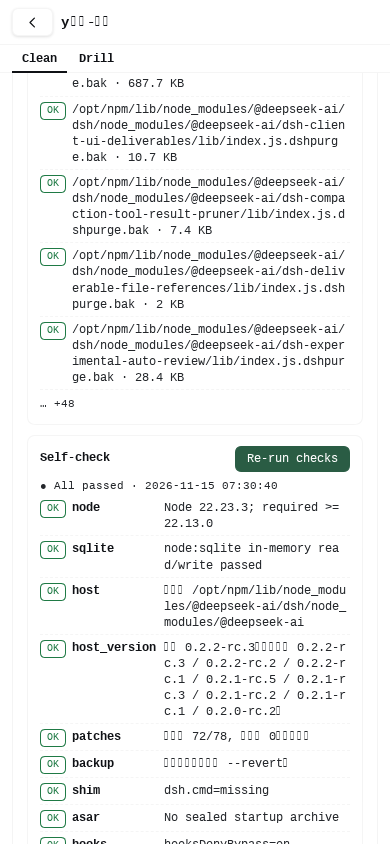 Clean Drill
e.bak · 687.7 KB
OK /opt/npm/lib/node_modules/@deepseek-ai/
dsh/node_modules/@deepseek-ai/dsh-clien
t-ui-deliverables/lib/index.js.dshpurg
e.bak · 10.7 KB
OK /opt/npm/lib/node_modules/@deepseek-ai/
dsh/node_modules/@deepseek-ai/dsh-compa
ction-tool-result-pruner/lib/index.js.d
shpurge.bak · 7.4 KB
OK /opt/npm/lib/node_modules/@deepseek-ai/
dsh/node_modules/@deepseek-ai/dsh-deliv
erable-file-references/lib/index.js.dsh
purge.bak · 2 KB
OK /opt/npm/lib/node_modules/@deepseek-ai/
dsh/node_modules/@deepseek-ai/dsh-exper
imental-auto-review/lib/index.js.dshpur
ge.bak · 28.4 KB
… +48
Self-check Re-run checks
● All passed · 2026-11-15 07:30:40
OK node Node 22.23.3; required >=
22.13.0
OK sqlite node:sqlite in-memory rea
d/write passed
OK host /opt/npm/lib/node_modu
les/@deepseek-ai/dsh/node_
modules/@deepseek-ai
OK host_version 0.2.2-rc.3 0.2.2-r
c.3 / 0.2.2-rc.2 / 0.2.2-r
c.1 / 0.2.1-rc.5 / 0.2.1-r
c.3 / 0.2.1-rc.2 / 0.2.1-r
c.1 / 0.2.0-rc.2
OK patches 72/78, 0
OK backup --revert
OK shim dsh.cmd=missing
OK asar No sealed startup archive
hooks hooksDenyBypass=on